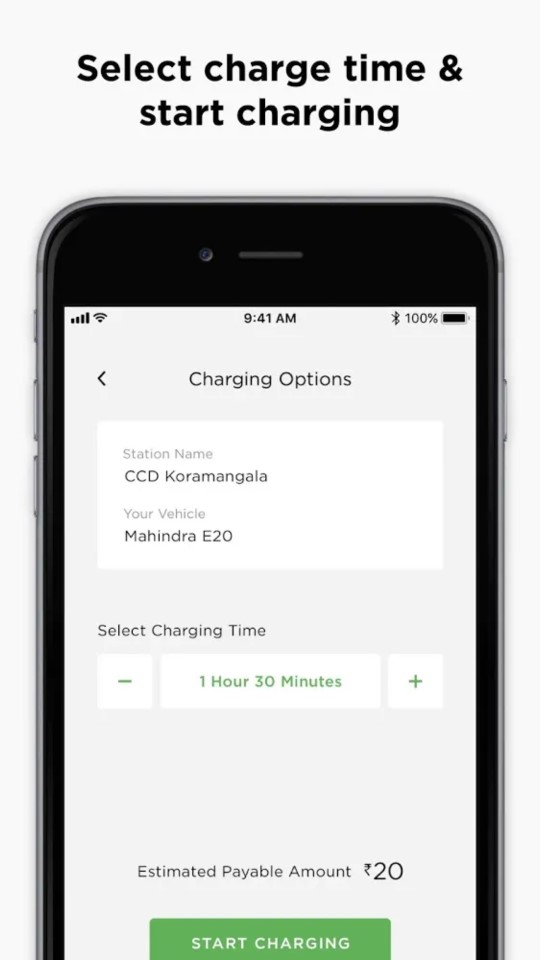 Select charge time &
start charging
9:41 AM
100%
Charging Options
Station Name
CCD Koramangala
Your Vehicle
Mahindra E20
Select Charging Time
− 1 Hour 30 Minutes +
Estimated Payable Amount ₹20
START CHARGING